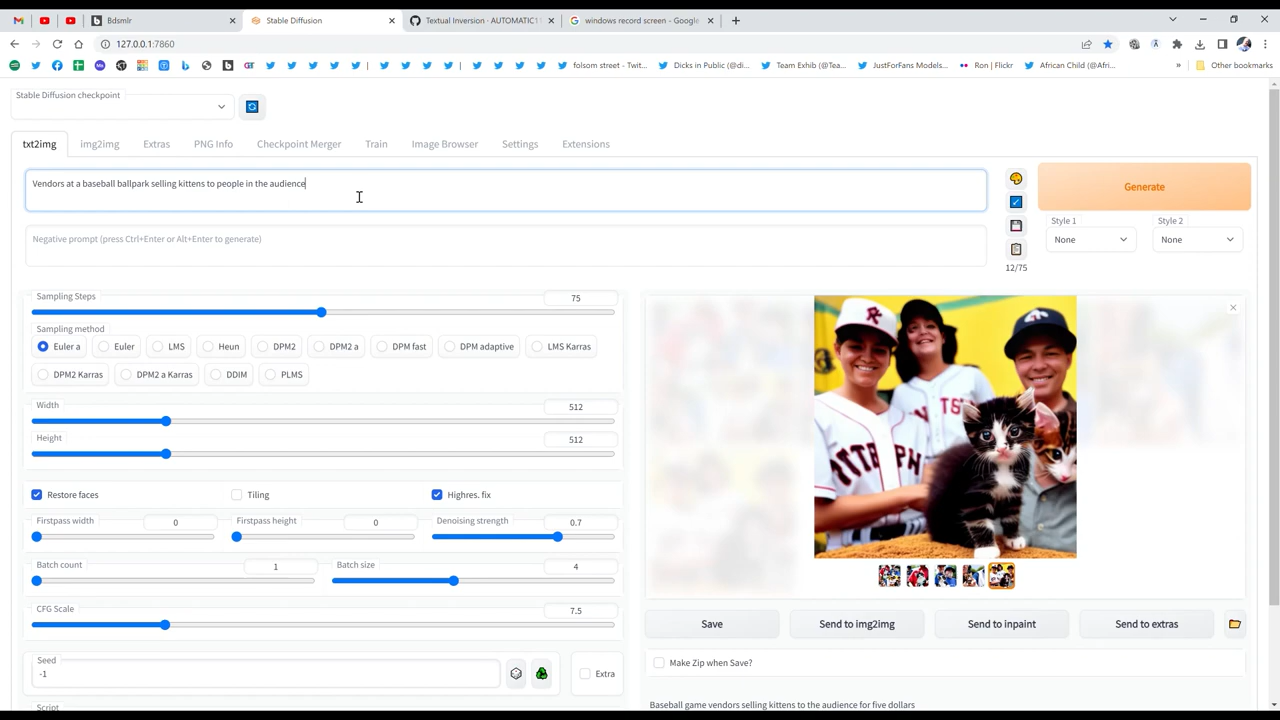 Bdsmlr
Stable Diffusion
Textual Inversion · AUTOMATIC1
windows record screen - Google
127.0.0.1:7860
folsom street - Twit...
Dicks in Public (@di...
Team Exhib (@Tea...
JustForFans Models...
Ron | Flickr
African Child (@Afri...
»
Other bookmarks
Stable Diffusion checkpoint
txt2img
img2img
Extras
PNG Info
Checkpoint Merger
Train
Image Browser
Settings
Extensions
Vendors at a baseball ballpark selling kittens to people in the audience
Generate
Style 1
Style 2
None
None
Negative prompt (press Ctrl+Enter or Alt+Enter to generate)
12/75
Sampling Steps
75
Sampling method
Euler a
Euler
LMS
Heun
DPM2
DPM2 a
DPM fast
DPM adaptive
LMS Karras
DPM2 Karras
DPM2 a Karras
DDIM
PLMS
Width
512
Height
512
Restore faces
Tiling
Highres. fix
Firstpass width
0
Firstpass height
0
Denoising strength
0.7
Batch count
1
Batch size
4
CFG Scale
7.5
Seed
-1
Extra
Script
Save
Send to img2img
Send to inpaint
Send to extras
Make Zip when Save?
Baseball game vendors selling kittens to the audience for five dollars